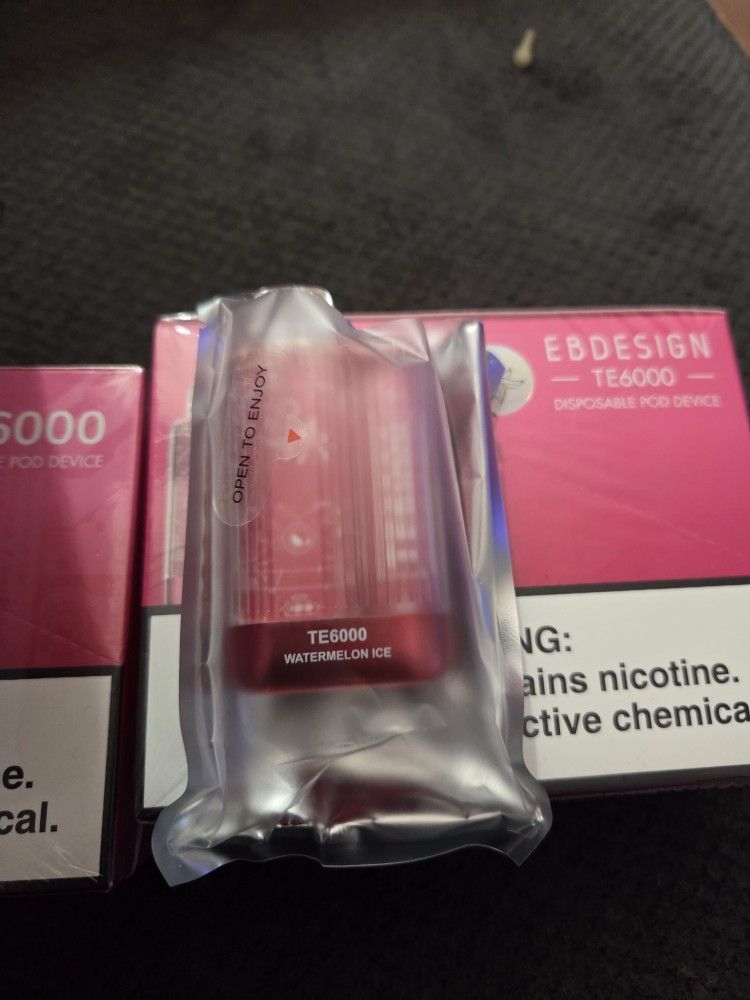 EBDESIGN
TE6000
DISPOSABLE POD DEVICE
6000
POD DEVICE
OPEN TO ENJOY
TE6000
WATERMELON ICE
NG:
ains nicotine.
ctive chemica
e.
cal.